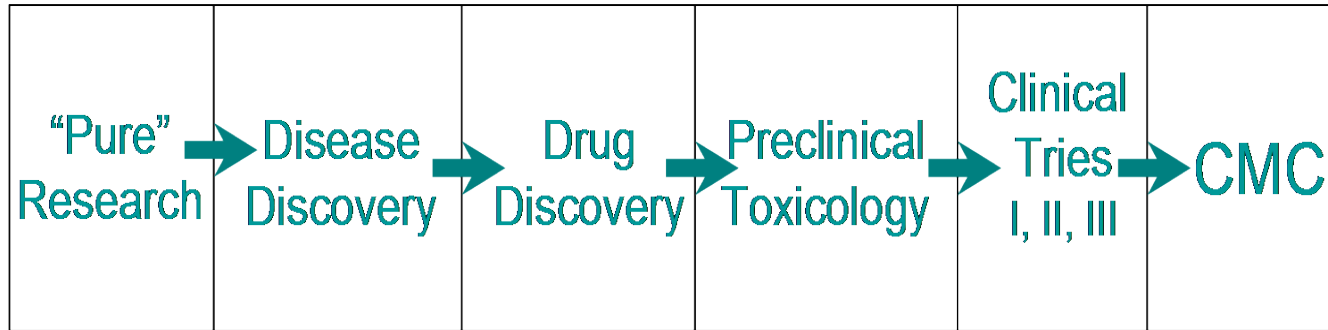 “Pure”
Research
Disease
Discovery
Drug
Discovery
Preclinical
Toxicology
Clinical
Tries
I, II, III
CMC